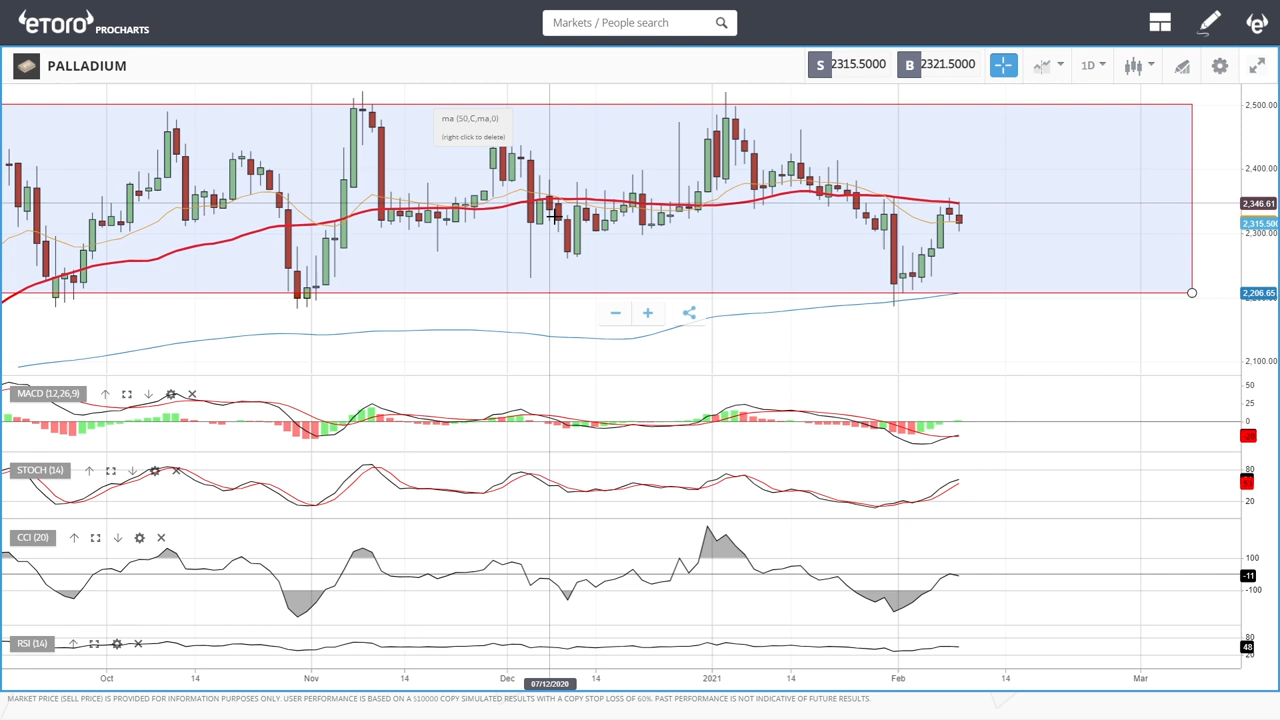 eTORO PROCHARTS
Markets / People search
PALLADIUM
S 2315.5000 B 2321.5000 1D
ma (50,C,ma,0)
(right click to delete)
2,500.00
2,400.00
2,346.61
2,315.50
2,300.00
2,206.65
2,100.00
MACD (12,26,9)
50
25
0
STOCH (14)
80
20
CCI (20)
100
-11
-100
RSI (14)
80
48
20
Oct 14 Nov 14 Dec 14 2021 14 Feb 14 Mar
07/12/2020
MARKET PRICE (SELL PRICE) IS PROVIDED FOR INFORMATION PURPOSES ONLY. USER PERFORMANCE IS BASED ON A $10000 COPY SIMULATED RESULTS WITH A COPY STOP LOSS OF 60%. PAST PERFORMANCE IS NOT INDICATIVE OF FUTURE RESULTS.